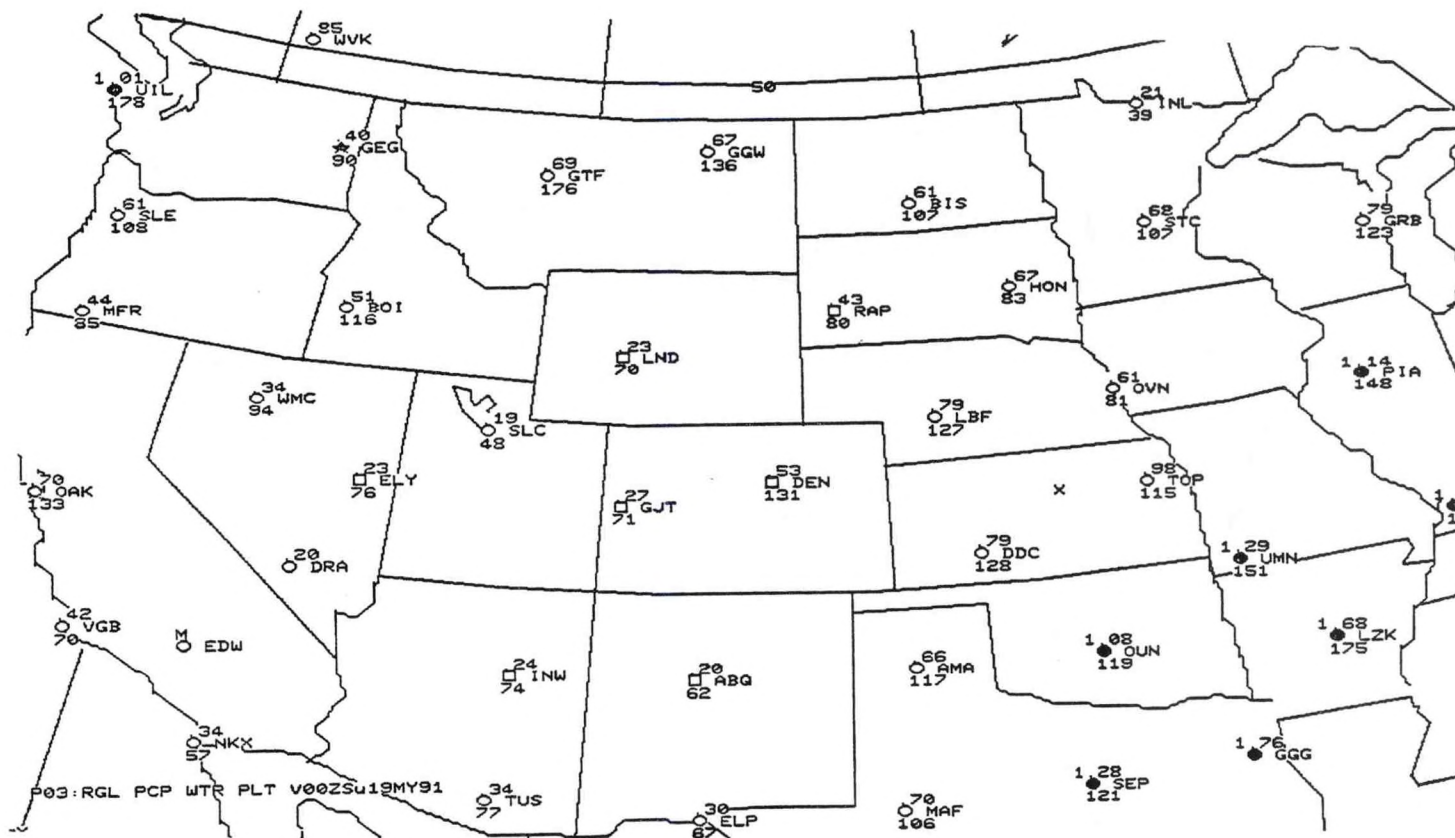 85 WVK
1 01 UIL
178
50
21 INL
39
40 GEG
90
69 GTF
176
67 GGW
136
61 BIS
107
68 STC
107
79 GRB
123
61 SLE
108
67 HON
83
44 MFR
85
51 BOI
116
43 RAP
80
23 LND
70
1 14 PIA
148
34 WMC
94
19 SLC
48
79 LBF
127
61 OVN
81
70 OAK
133
23 ELY
76
27 GJT
71
53 DEN
131
X
98 TOP
115
20 DRA
79 DDC
128
1 29 UMN
151
42 VGB
70
M EDW
24 INW
74
20 ABQ
62
66 AMA
117
1 08 OUN
119
1 68 LZK
175
34 NKX
57
1 76 GGG
1 28 SEP
121
P03:RGL PCP WTR PLT V00ZSu19MY91
34 TUS
77
30 ELP
67
70 MAF
106